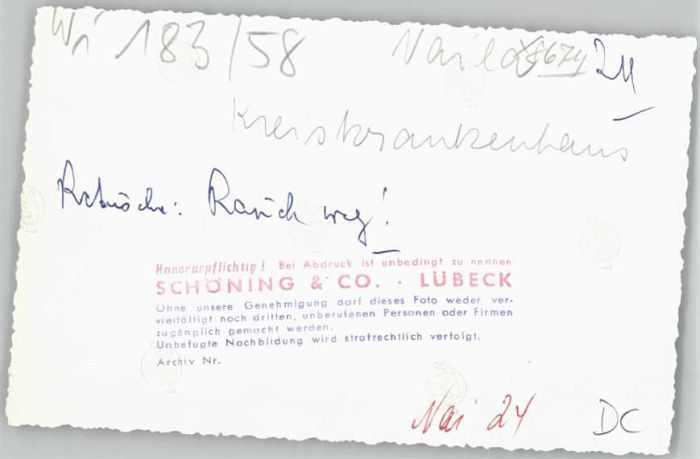 Wi 183/58 Naila 8674 2M
Kreiskrankenhaus
Retusche: Rauch weg!
Honorarpflichtig! Bei Abdruck ist unbedingt zu nennen
SCHÖNING & CO. · LÜBECK
Ohne unsere Genehmigung darf dieses Foto weder ver-
vielfältigt noch dritten, unberufenen Personen oder Firmen
zugänglich gemacht werden.
Unbefugte Nachbildung wird strafrechtlich verfolgt.
Archiv Nr.
Nai 24 DC